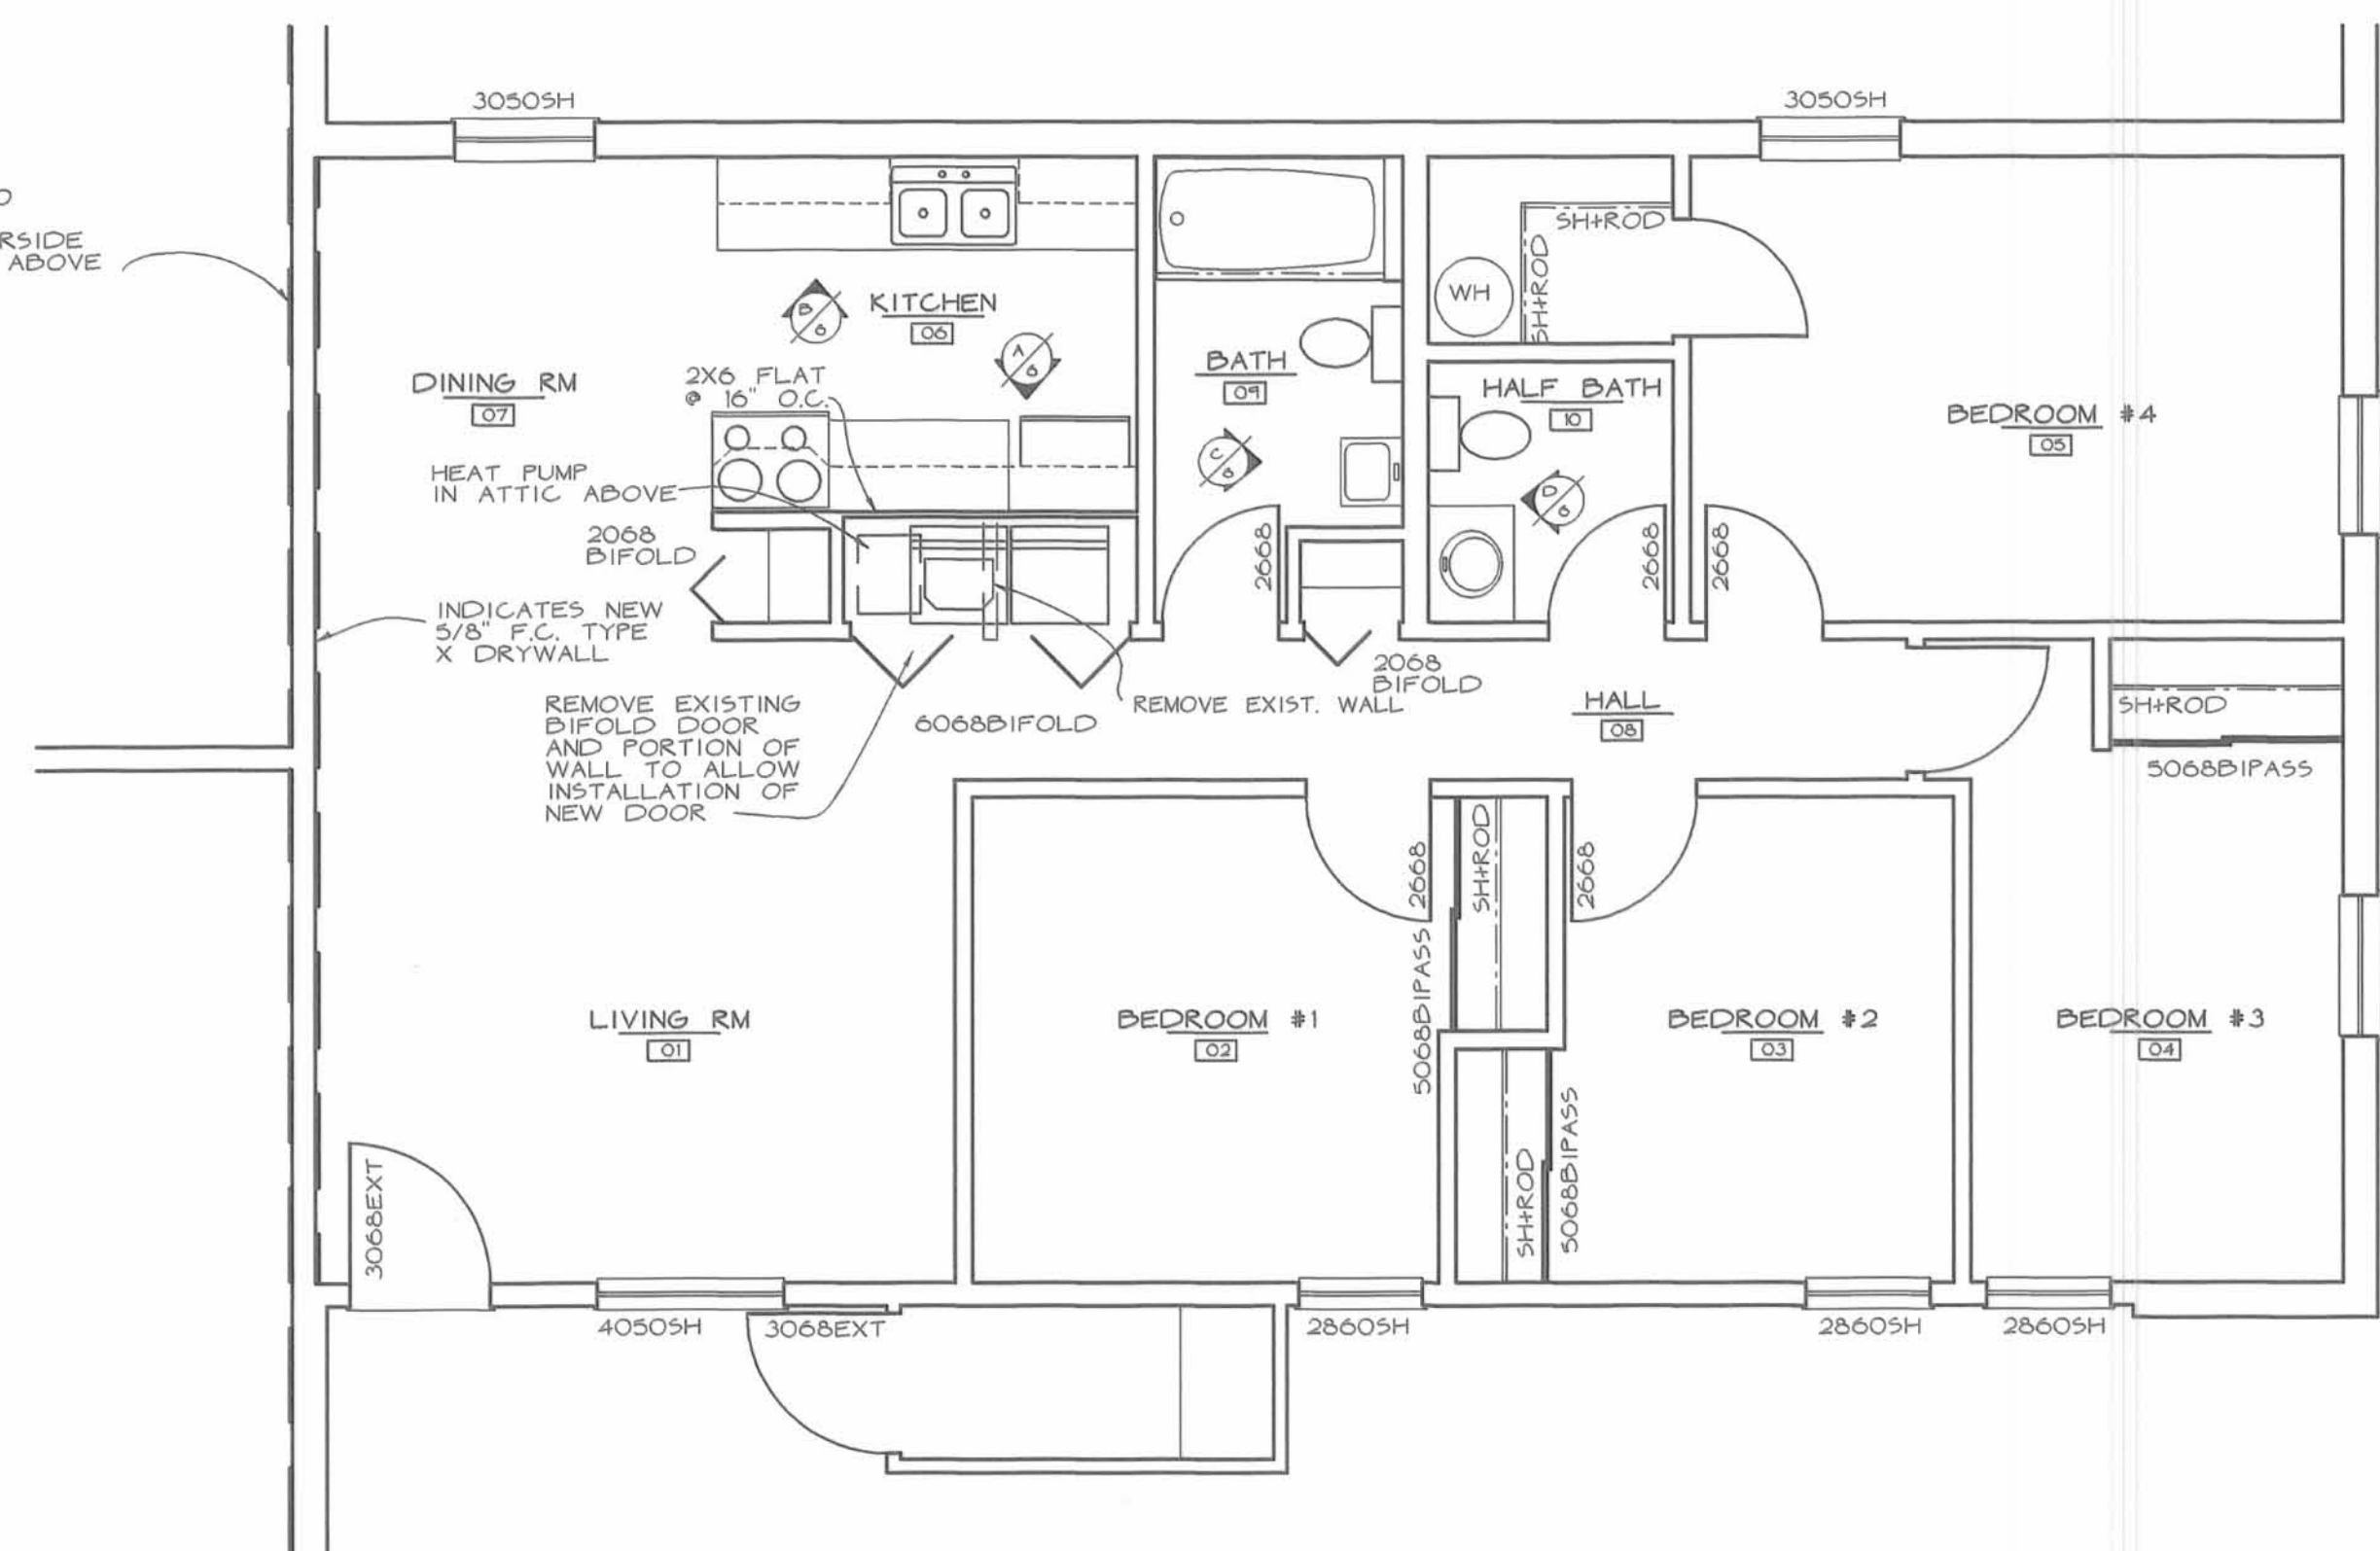 3050SH
3050SH
RSIDE
ABOVE
SH+ROD
SH+ROD
WH
KITCHEN
06
B
6
A
6
DINING RM
07
2X6 FLAT
@ 16" O.C.
BATH
09
HALF BATH
10
BEDROOM #4
05
C
6
D
6
HEAT PUMP
IN ATTIC ABOVE
2068
BIFOLD
2668
2668
2668
INDICATES NEW
5/8" F.C. TYPE
X DRYWALL
2068
BIFOLD
REMOVE EXISTING
BIFOLD DOOR
AND PORTION OF
WALL TO ALLOW
INSTALLATION OF
NEW DOOR
6068BIFOLD
REMOVE EXIST. WALL
HALL
08
SH+ROD
5068BIPASS
2668
SH+ROD
2668
5068BIPASS
LIVING RM
01
BEDROOM #1
02
BEDROOM #2
03
BEDROOM #3
04
3068EXT
SH+ROD
5068BIPASS
4050SH
3068EXT
2860SH
2860SH
2860SH